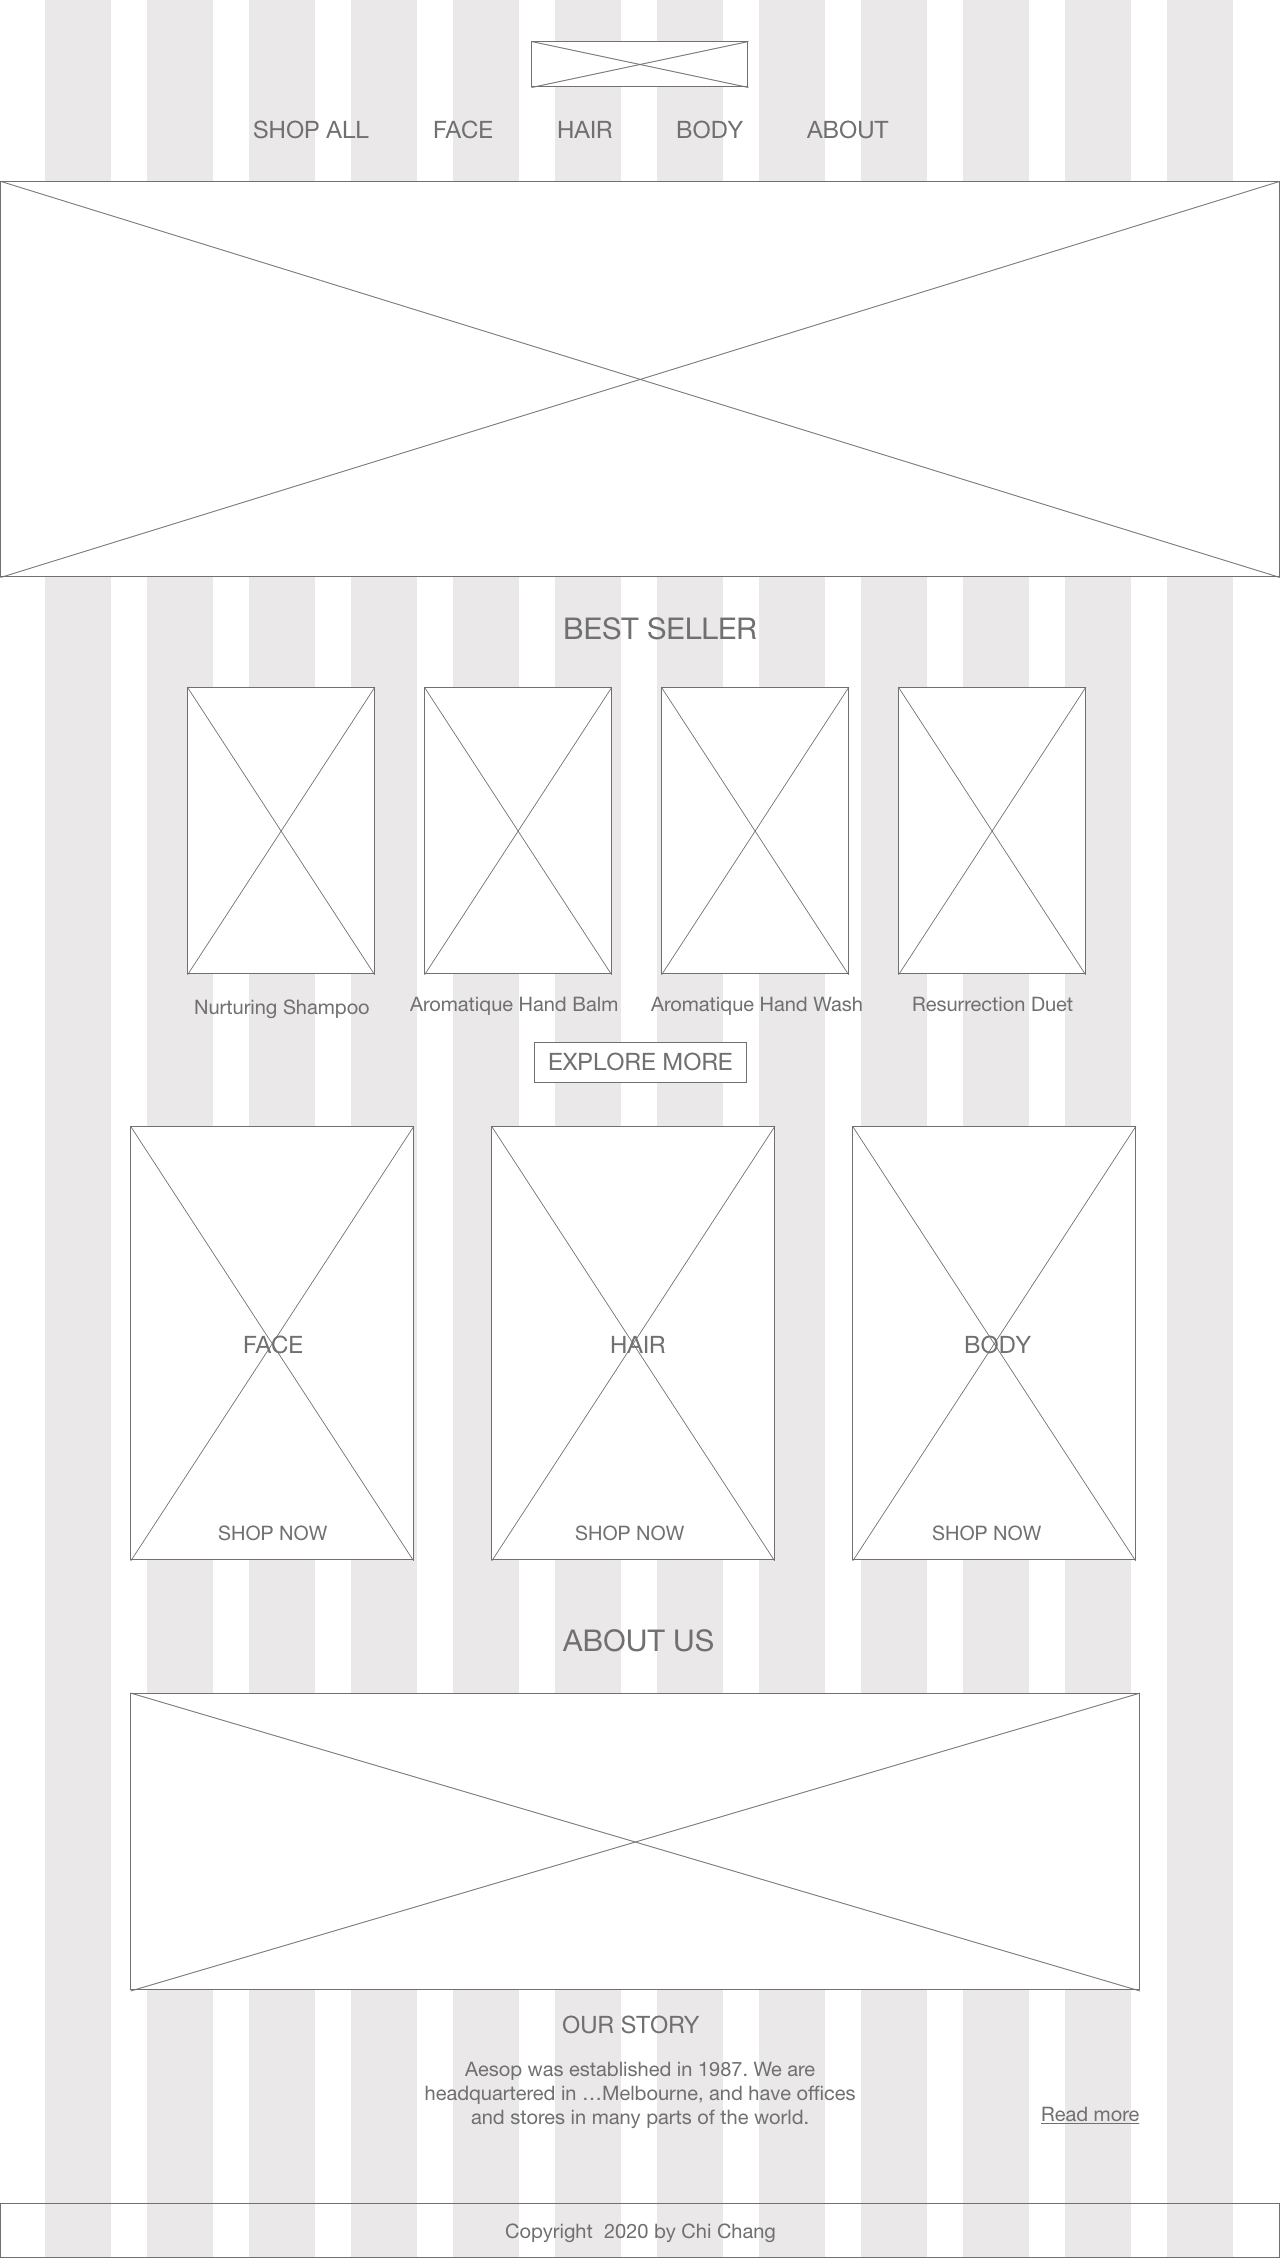 SHOP ALL FACE HAIR BODY ABOUT
BEST SELLER
Nurturing Shampoo Aromatique Hand Balm Aromatique Hand Wash Resurrection Duet
EXPLORE MORE
FACE HAIR BODY
SHOP NOW SHOP NOW SHOP NOW
ABOUT US
OUR STORY
Aesop was established in 1987. We are
headquartered in …Melbourne, and have offices
and stores in many parts of the world.
Read more
Copyright  2020 by Chi Chang